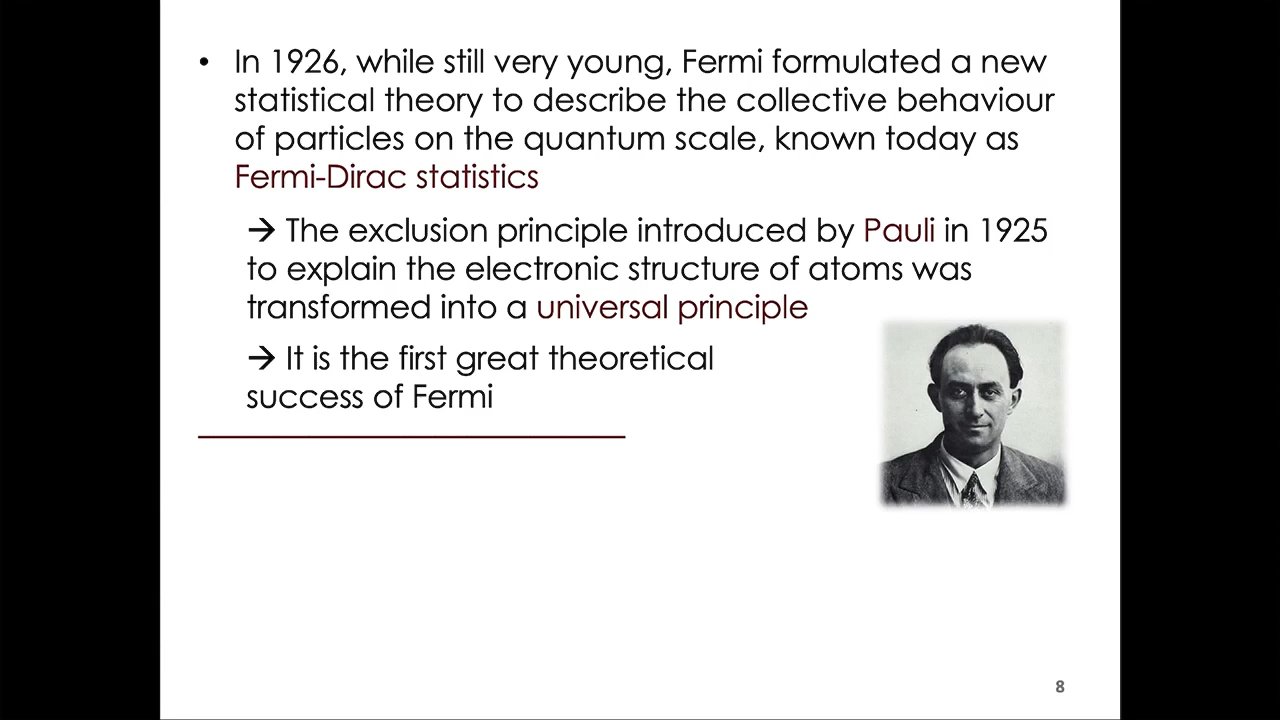 • In 1926, while still very young, Fermi formulated a new
statistical theory to describe the collective behaviour
of particles on the quantum scale, known today as
Fermi-Dirac statistics
→ The exclusion principle introduced by Pauli in 1925
to explain the electronic structure of atoms was
transformed into a universal principle
→ It is the first great theoretical
success of Fermi
8